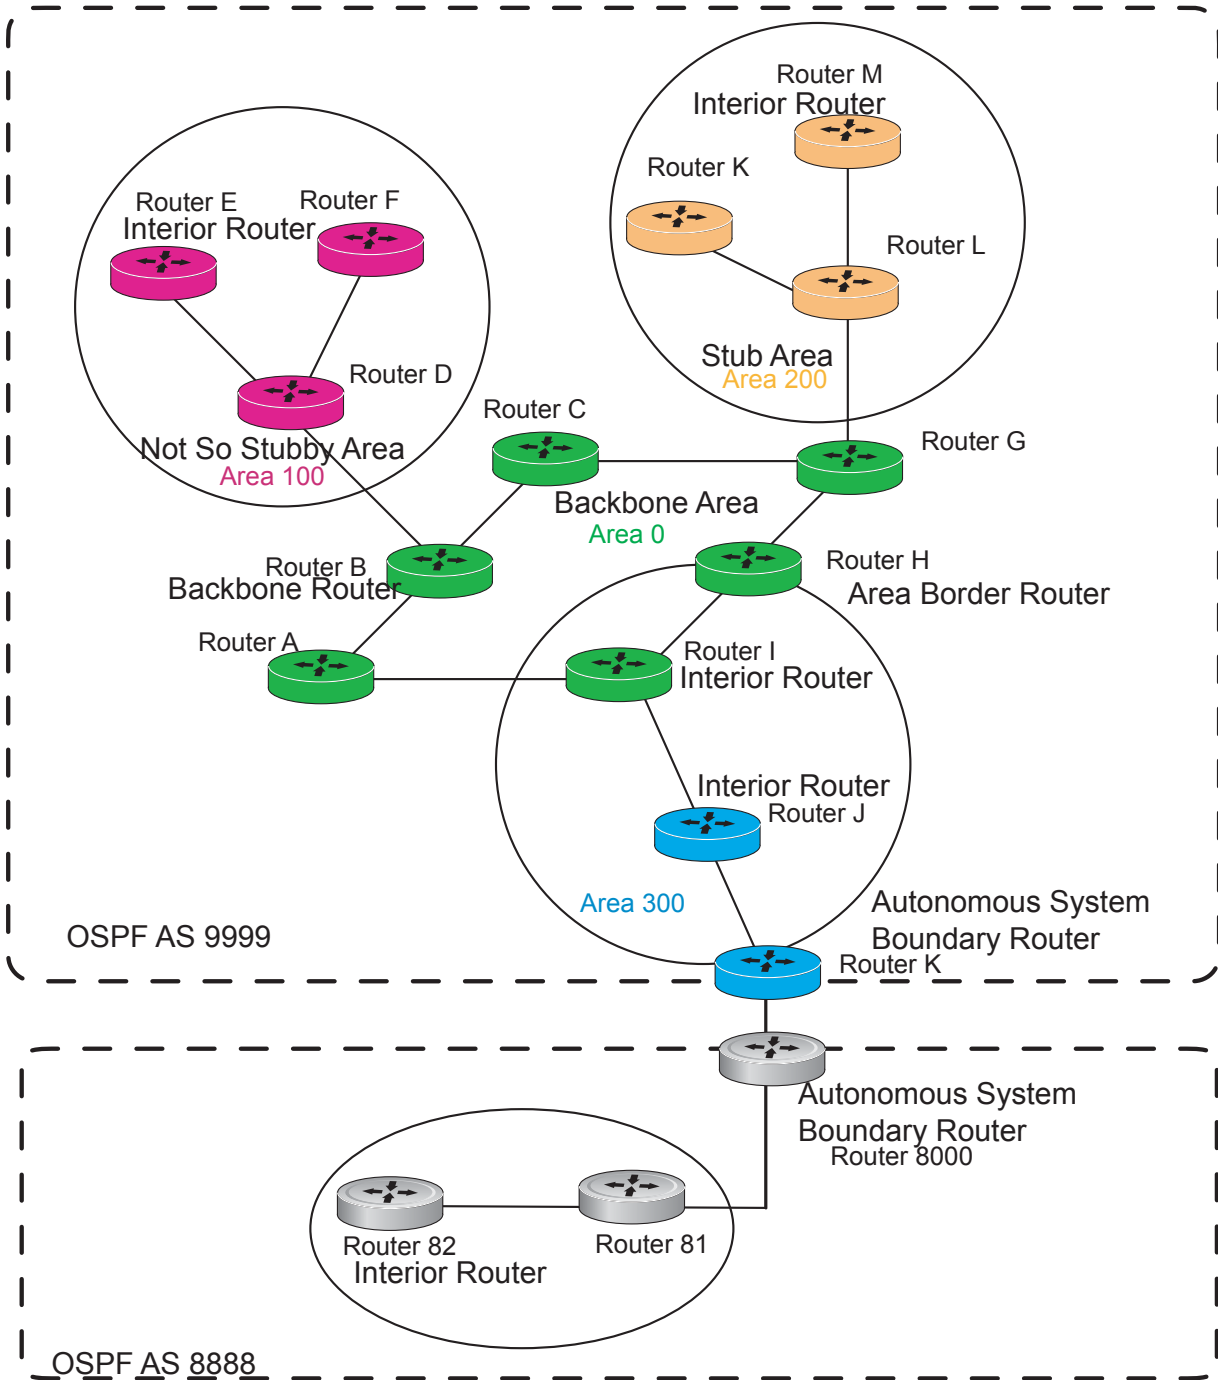 Router M
Interior Router
Router K
Router E
Interior Router
Router F
Router L
Stub Area
Area 200
Router D
Router C
Router G
Not So Stubby Area
Area 100
Backbone Area
Area 0
Router B
Backbone Router
Router H
Area Border Router
Router A
Router I
Interior Router
Interior Router
Router J
Area 300
Autonomous System
Boundary Router
Router K
OSPF AS 9999
Autonomous System
Boundary Router
Router 8000
Router 82
Interior Router
Router 81
OSPF AS 8888